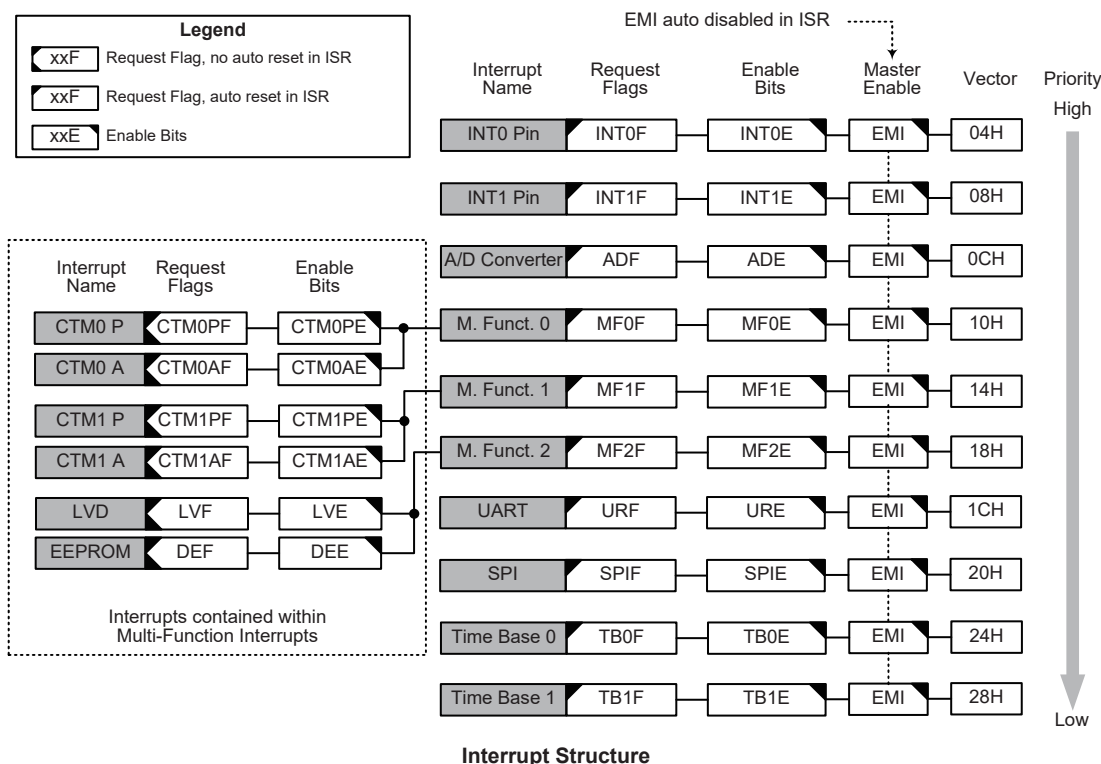 Legend
xxF Request Flag, no auto reset in ISR
xxF Request Flag, auto reset in ISR
xxE Enable Bits
EMI auto disabled in ISR
Interrupt Name Request Flags Enable Bits Master Enable Vector Priority
High
INT0 Pin INT0F INT0E EMI 04H
INT1 Pin INT1F INT1E EMI 08H
A/D Converter ADF ADE EMI 0CH
M. Funct. 0 MF0F MF0E EMI 10H
M. Funct. 1 MF1F MF1E EMI 14H
M. Funct. 2 MF2F MF2E EMI 18H
UART URF URE EMI 1CH
SPI SPIF SPIE EMI 20H
Time Base 0 TB0F TB0E EMI 24H
Time Base 1 TB1F TB1E EMI 28H
Low
Interrupt Name Request Flags Enable Bits
CTM0 P CTM0PF CTM0PE
CTM0 A CTM0AF CTM0AE
CTM1 P CTM1PF CTM1PE
CTM1 A CTM1AF CTM1AE
LVD LVF LVE
EEPROM DEF DEE
Interrupts contained within
Multi-Function Interrupts
Interrupt Structure